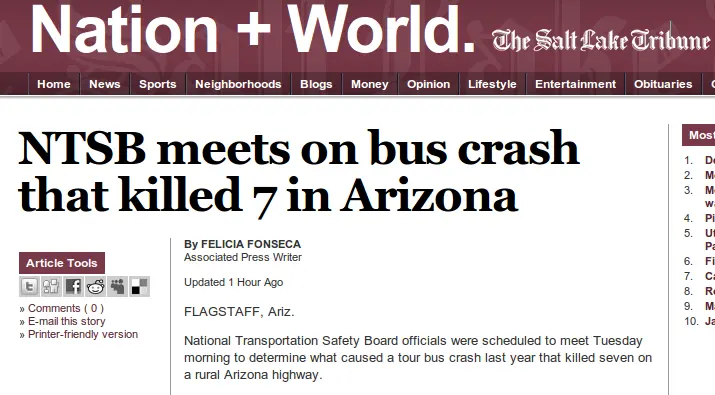 Nation + World.
The Salt Lake Tribune
Home News Sports Neighborhoods Blogs Money Opinion Lifestyle Entertainment Obituaries
NTSB meets on bus crash
that killed 7 in Arizona
Article Tools
» Comments ( 0 )
» E-mail this story
» Printer-friendly version
By FELICIA FONSECA
Associated Press Writer
Updated 1 Hour Ago
FLAGSTAFF, Ariz.
National Transportation Safety Board officials were scheduled to meet Tuesday
morning to determine what caused a tour bus crash last year that killed seven on
a rural Arizona highway.
Most
1.
2.
3.
4.
5.
6.
7.
8.
9.
10.